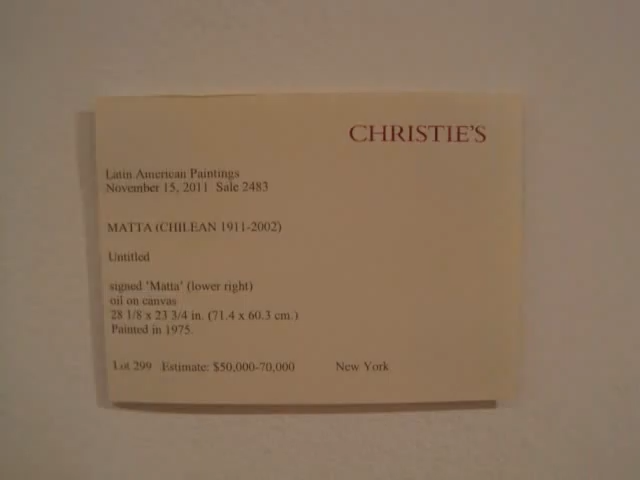 CHRISTIE'S
Latin American Paintings
November 15, 2011 Sale 2483
MATTA (CHILEAN 1911-2002)
Untitled
signed 'Matta' (lower right)
oil on canvas
28 1/8 x 23 3/4 in. (71.4 x 60.3 cm.)
Painted in 1975.
Lot 299 Estimate: $50,000-70,000 New York